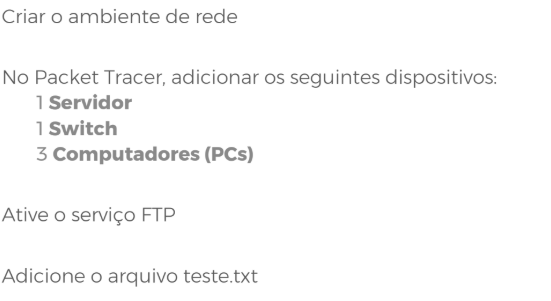 Criar o ambiente de rede
No Packet Tracer, adicionar os seguintes dispositivos:
1 Servidor
1 Switch
3 Computadores (PCs)
Ative o serviço FTP
Adicione o arquivo teste.txt